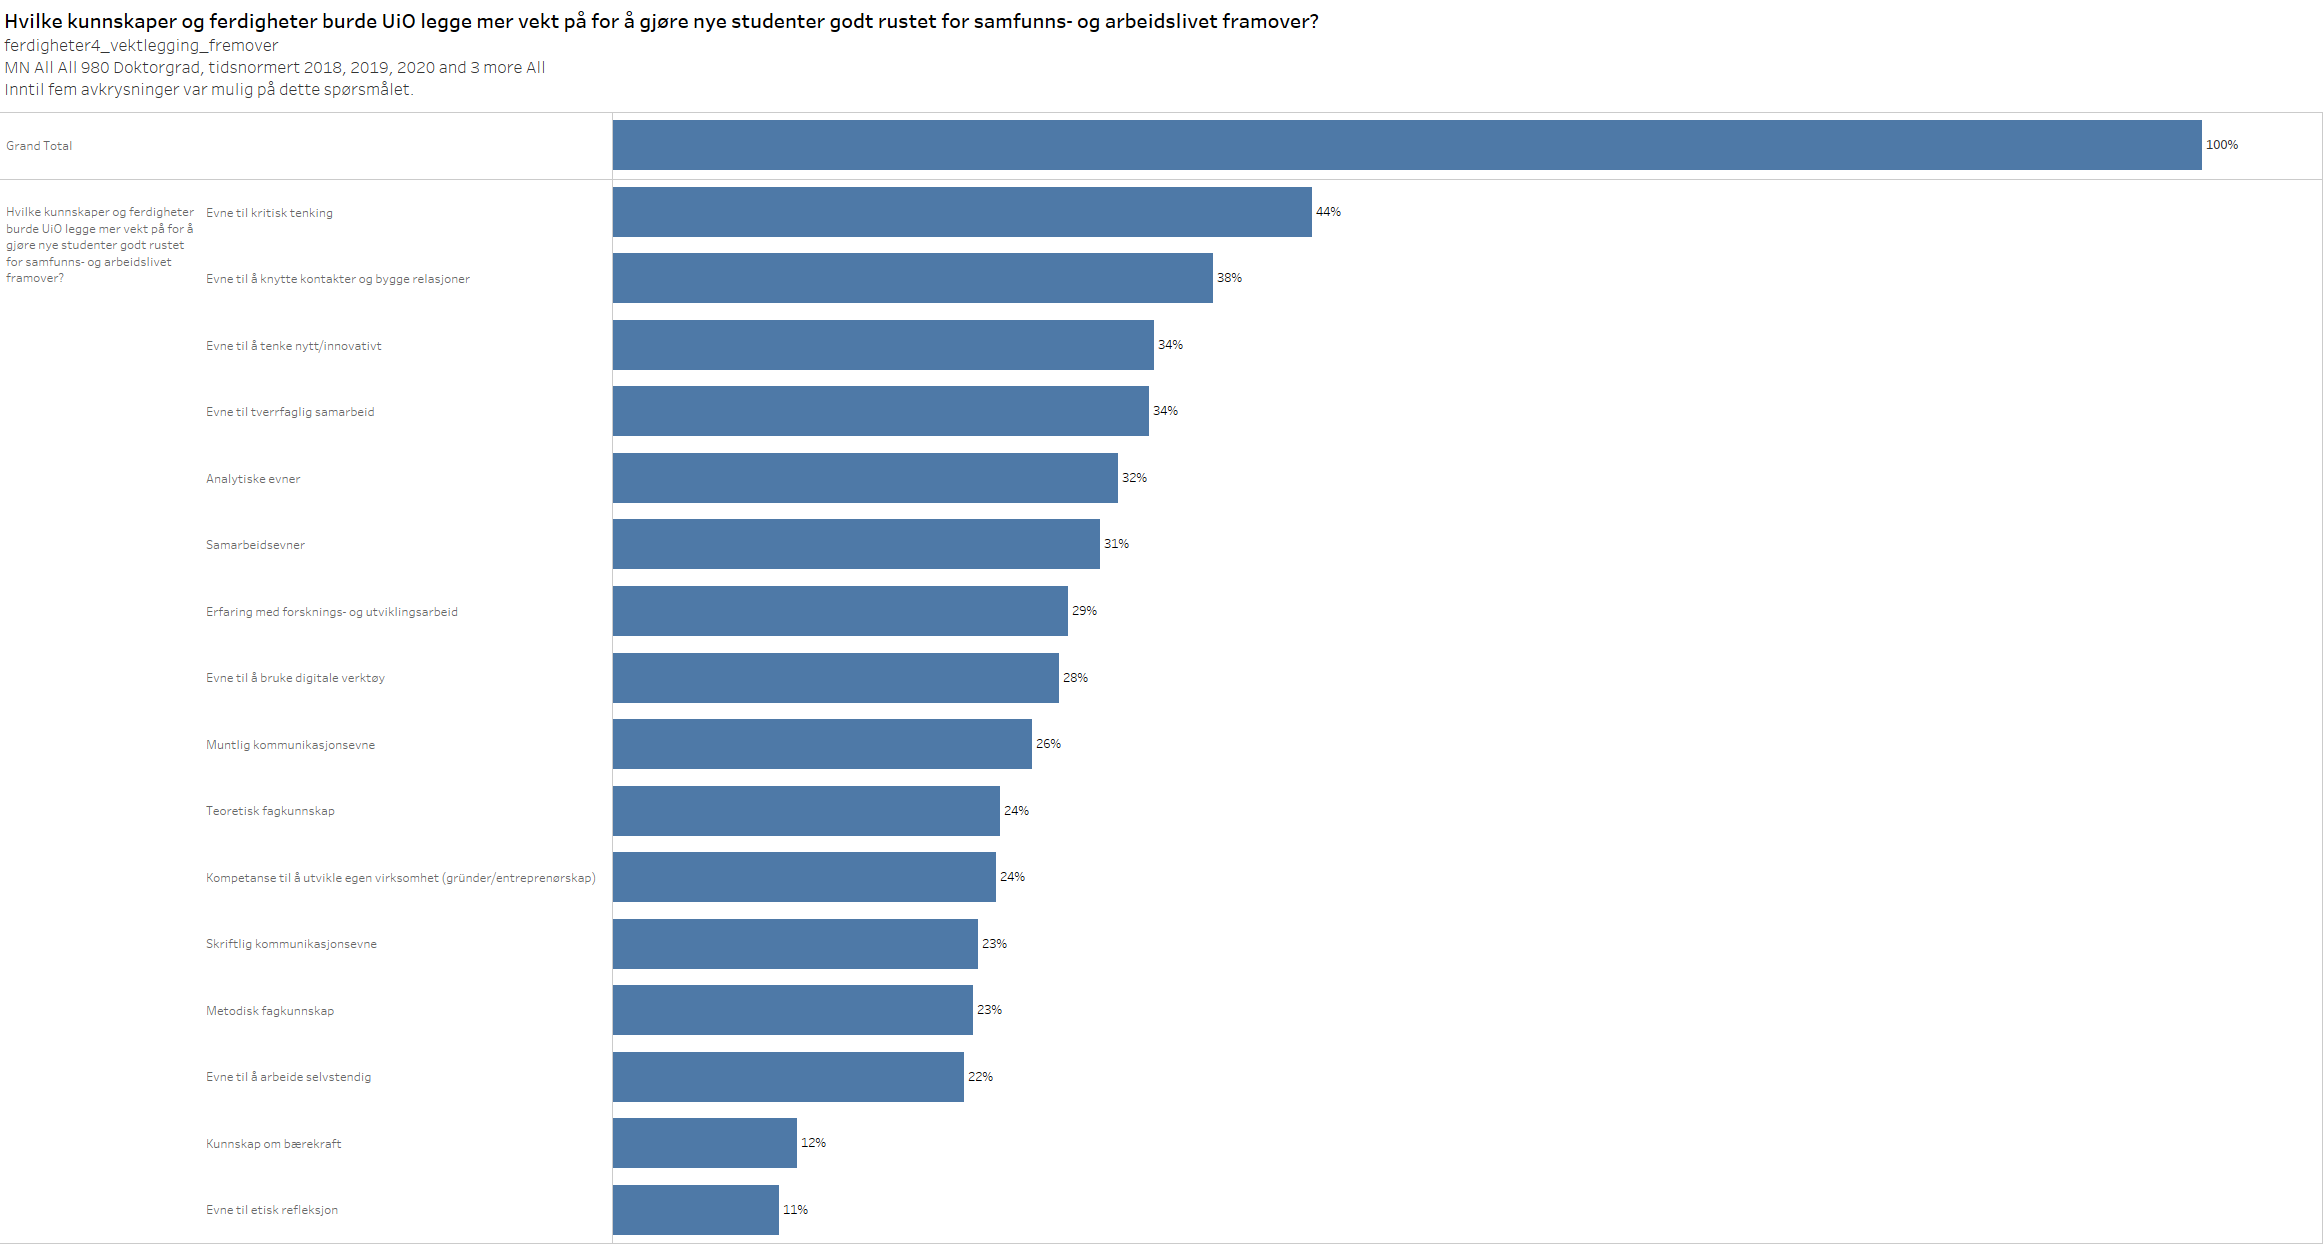 Hvilke kunnskaper og ferdigheter burde UiO legge mer vekt på for å gjøre nye studenter godt rustet for samfunns- og arbeidslivet framover?
ferdigheter4_vektlegging_fremover
MN All All 980 Doktorgrad, tidsnormert 2018, 2019, 2020 and 3 more All
Inntil fem avkrysninger var mulig på dette spørsmålet.
Grand Total 100%
Hvilke kunnskaper og ferdigheter
burde UiO legge mer vekt på for å
gjøre nye studenter godt rustet
for samfunns- og arbeidslivet
framover?
Evne til kritisk tenking 44%
Evne til å knytte kontakter og bygge relasjoner 38%
Evne til å tenke nytt/innovativt 34%
Evne til tverrfaglig samarbeid 34%
Analytiske evner 32%
Samarbeidsevner 31%
Erfaring med forsknings- og utviklingsarbeid 29%
Evne til å bruke digitale verktøy 28%
Muntlig kommunikasjonsevne 26%
Teoretisk fagkunnskap 24%
Kompetanse til å utvikle egen virksomhet (gründer/entreprenørskap) 24%
Skriftlig kommunikasjonsevne 23%
Metodisk fagkunnskap 23%
Evne til å arbeide selvstendig 22%
Kunnskap om bærekraft 12%
Evne til etisk refleksjon 11%